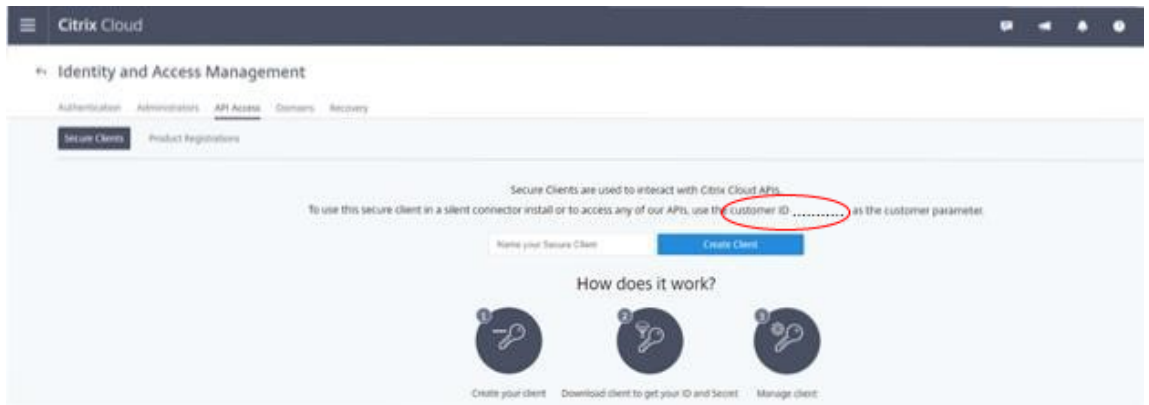 Citrix Cloud
Identity and Access Management
Authentication Administrators API Access Domains Recovery
Secure Clients Product Registrations
Secure Clients are used to interact with Citrix Cloud APIs.
To use this secure client in a silent connector install or to access any of our APIs, use the customer ID ........... as the customer parameter.
Name your Secure Client Create Client
How does it work?
1 2 3
Create your client Download client to get your ID and Secret Manage client